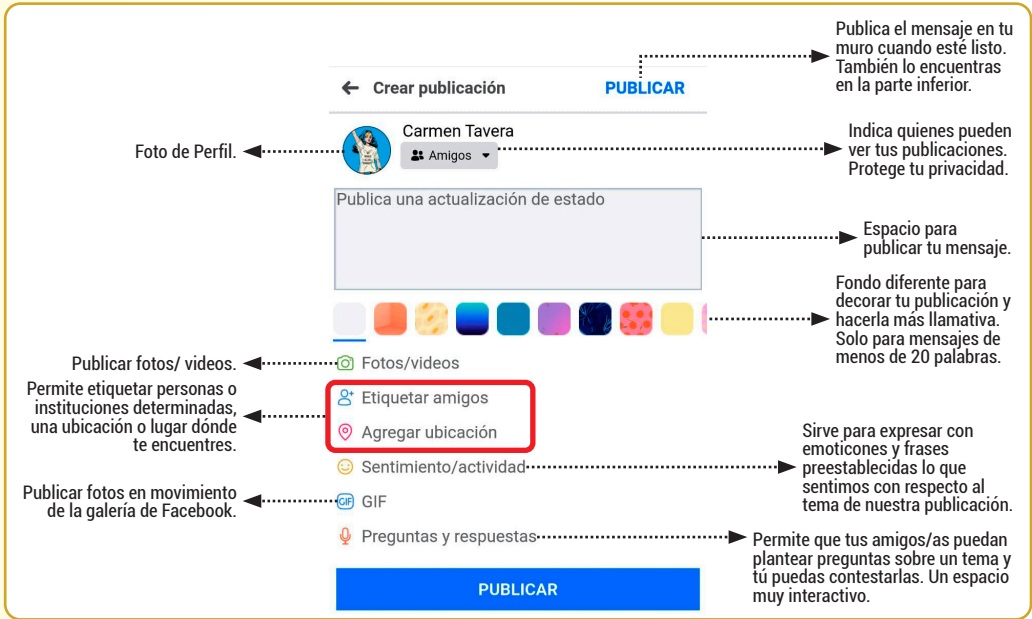 Publica el mensaje en tu
muro cuando esté listo.
También lo encuentras
en la parte inferior.
Crear publicación
PUBLICAR
Carmen Tavera
Amigos
Foto de Perfil.
Indica quienes pueden
ver tus publicaciones.
Protege tu privacidad.
Publica una actualización de estado
Espacio para
publicar tu mensaje.
Fondo diferente para
decorar tu publicación y
hacerla más llamativa.
Solo para mensajes de
menos de 20 palabras.
Publicar fotos/ videos.
Fotos/videos
Permite etiquetar personas o
instituciones determinadas,
una ubicación o lugar dónde
te encuentres.
Etiquetar amigos
Agregar ubicación
Sentimiento/actividad
Sirve para expresar con
emoticones y frases
preestablecidas lo que
sentimos con respecto al
tema de nuestra publicación.
Publicar fotos en movimiento
de la galería de Facebook.
GIF
GIF
Preguntas y respuestas
Permite que tus amigos/as puedan
plantear preguntas sobre un tema y
tú puedas contestarlas. Un espacio
muy interactivo.
PUBLICAR